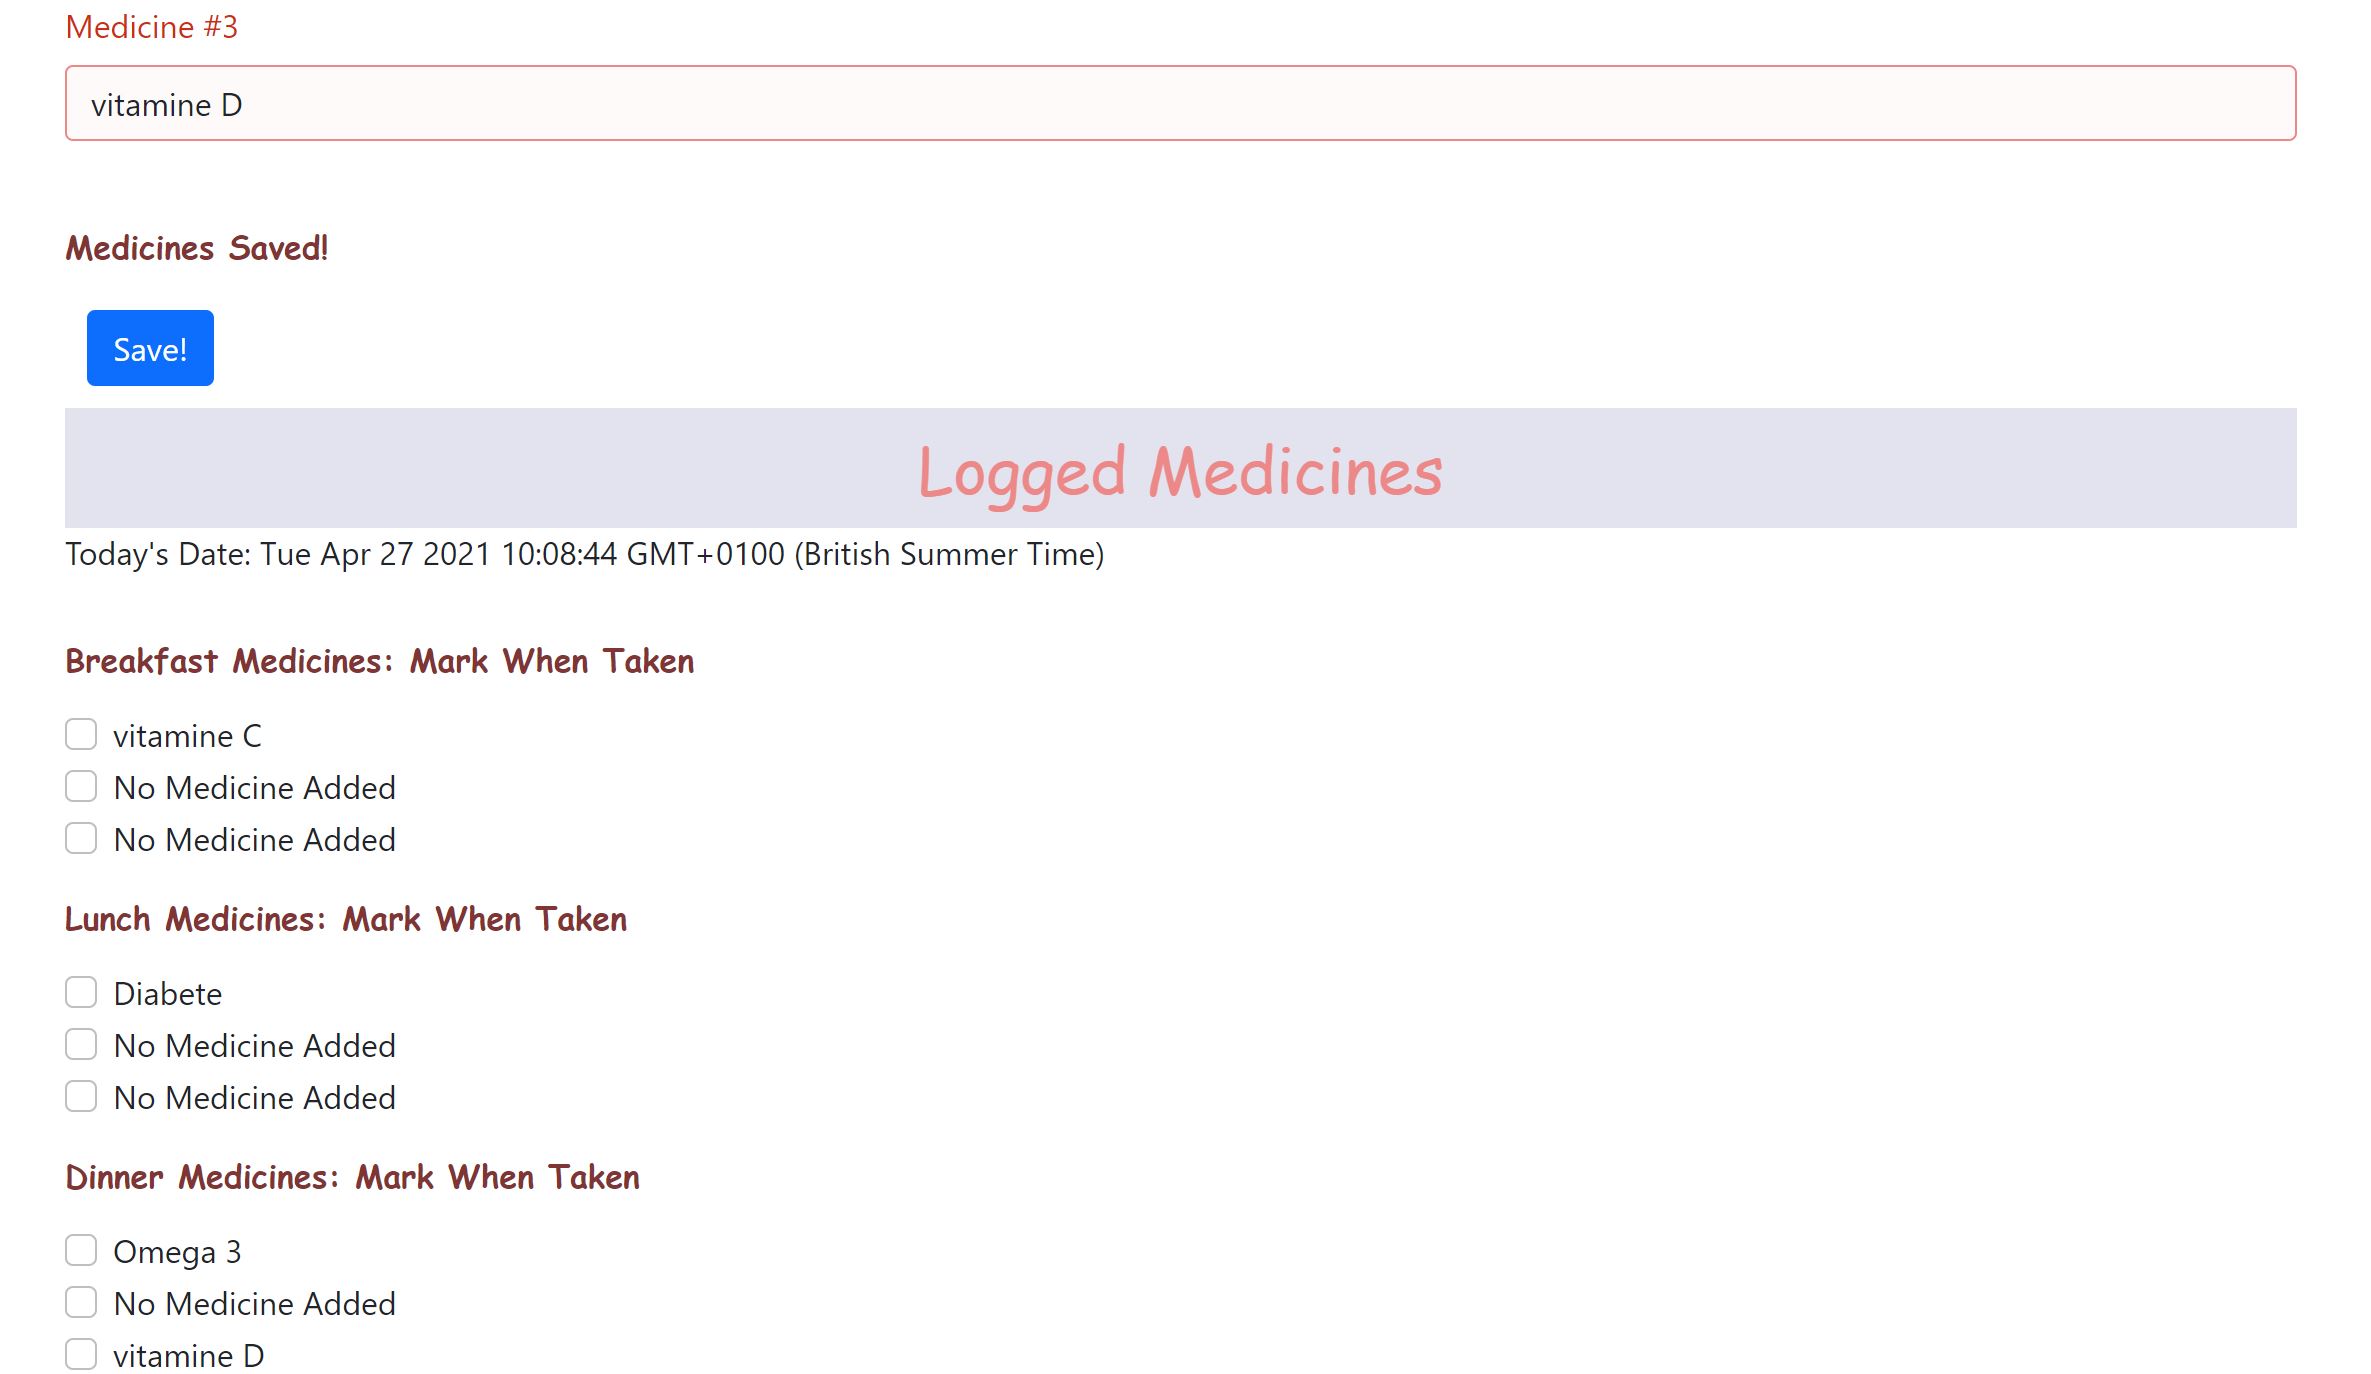 Medicine #3
vitamine D
Medicines Saved!
Save!
Logged Medicines
Today's Date: Tue Apr 27 2021 10:08:44 GMT+0100 (British Summer Time)
Breakfast Medicines: Mark When Taken
vitamine C
No Medicine Added
No Medicine Added
Lunch Medicines: Mark When Taken
Diabete
No Medicine Added
No Medicine Added
Dinner Medicines: Mark When Taken
Omega 3
No Medicine Added
vitamine D